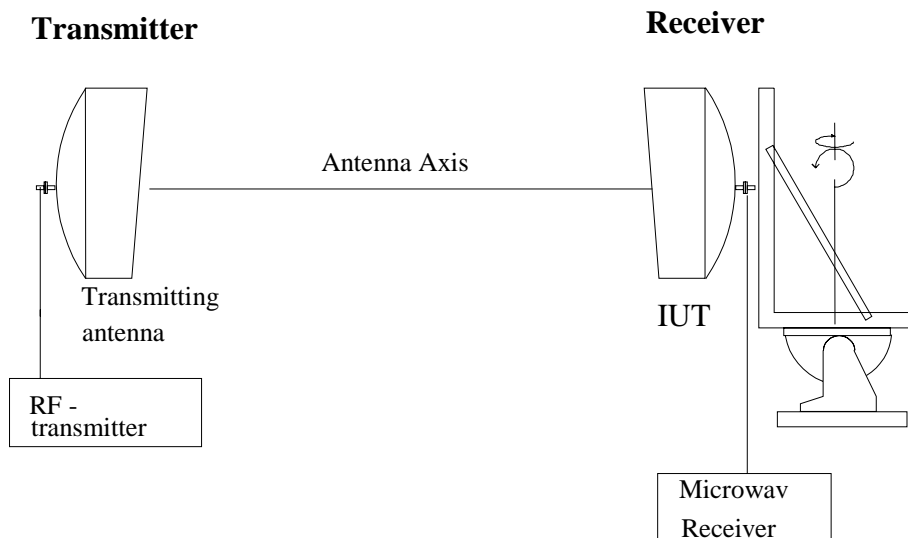 Transmitter
Receiver
Antenna Axis
Transmitting
antenna
IUT
RF -
transmitter
Microwav
Receiver